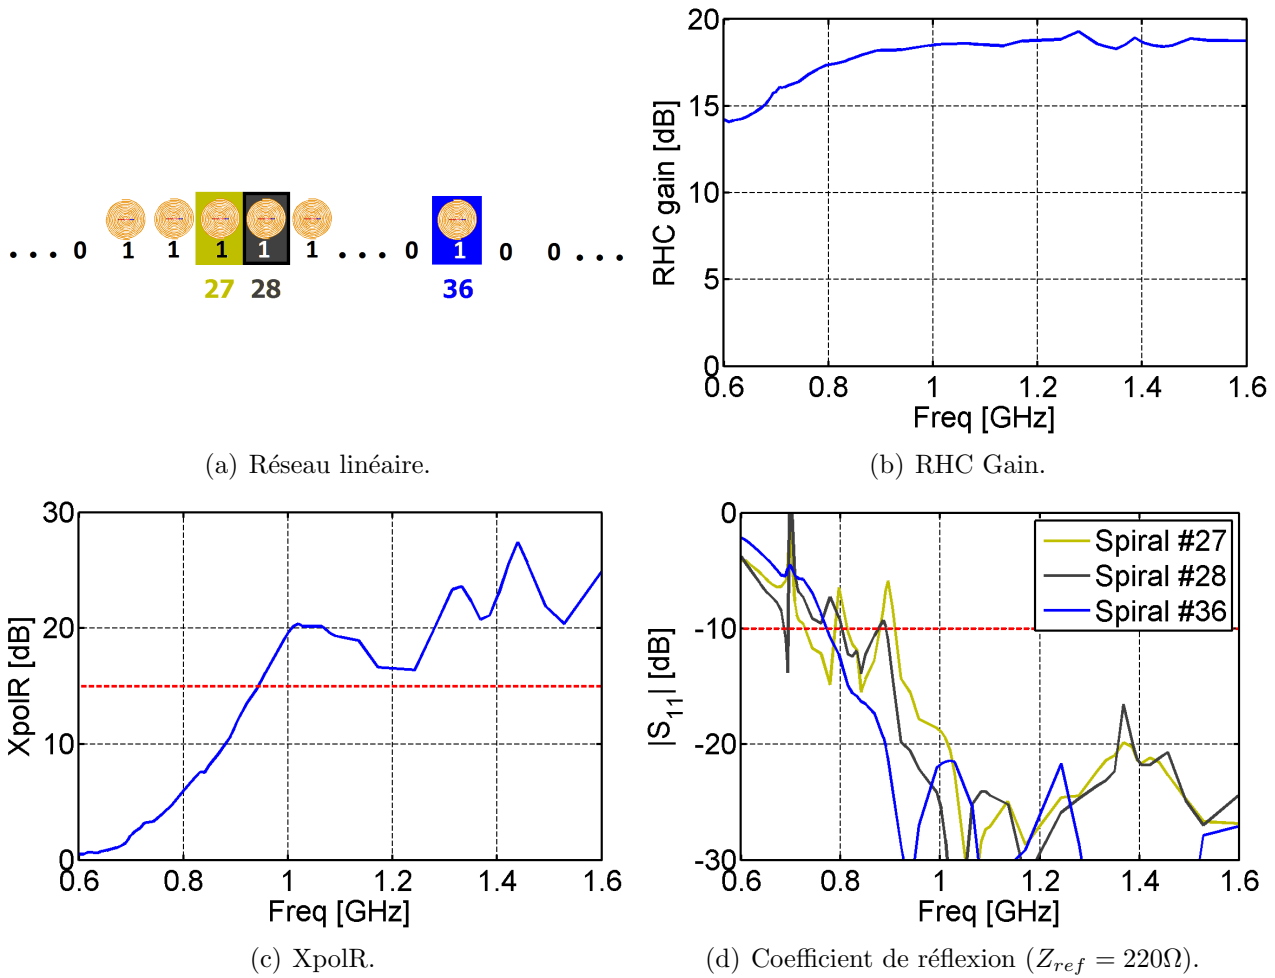 ... 0 1 1 1 1 1 ... 0 1 0 0 ...
27 28 36
(a) Réseau linéaire.
20
15
10
5
0
RHC gain [dB]
0.6 0.8 1 1.2 1.4 1.6
Freq [GHz]
(b) RHC Gain.
30
20
10
0
XpolR [dB]
0.6 0.8 1 1.2 1.4 1.6
Freq [GHz]
(c) XpolR.
0
-10
-20
-30
|S11| [dB]
Spiral #27
Spiral #28
Spiral #36
0.6 0.8 1 1.2 1.4 1.6
Freq [GHz]
(d) Coefficient de réflexion (Zref = 220Ω).